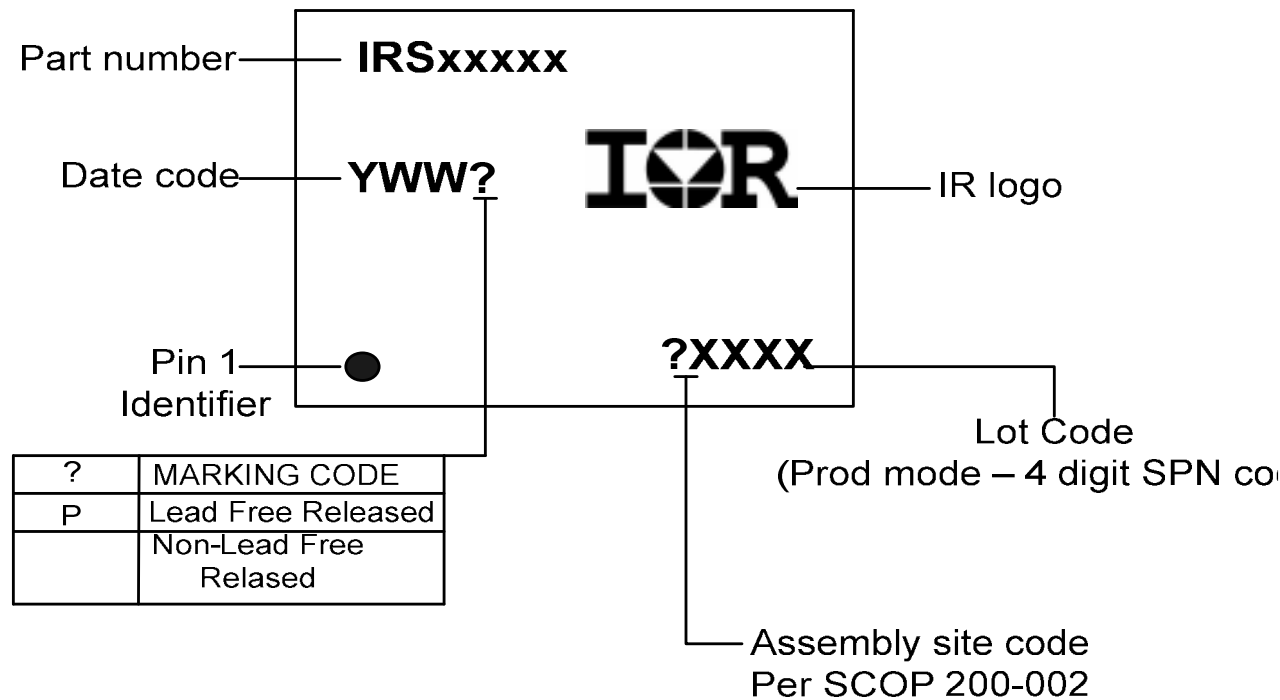 Part number
IRSxxxxx
Date code
YWW?
IOR
IR logo
Pin 1
Identifier
?XXXX
Lot Code
(Prod mode – 4 digit SPN co
? MARKING CODE
P Lead Free Released
Non-Lead Free
Relased
Assembly site code
Per SCOP 200-002